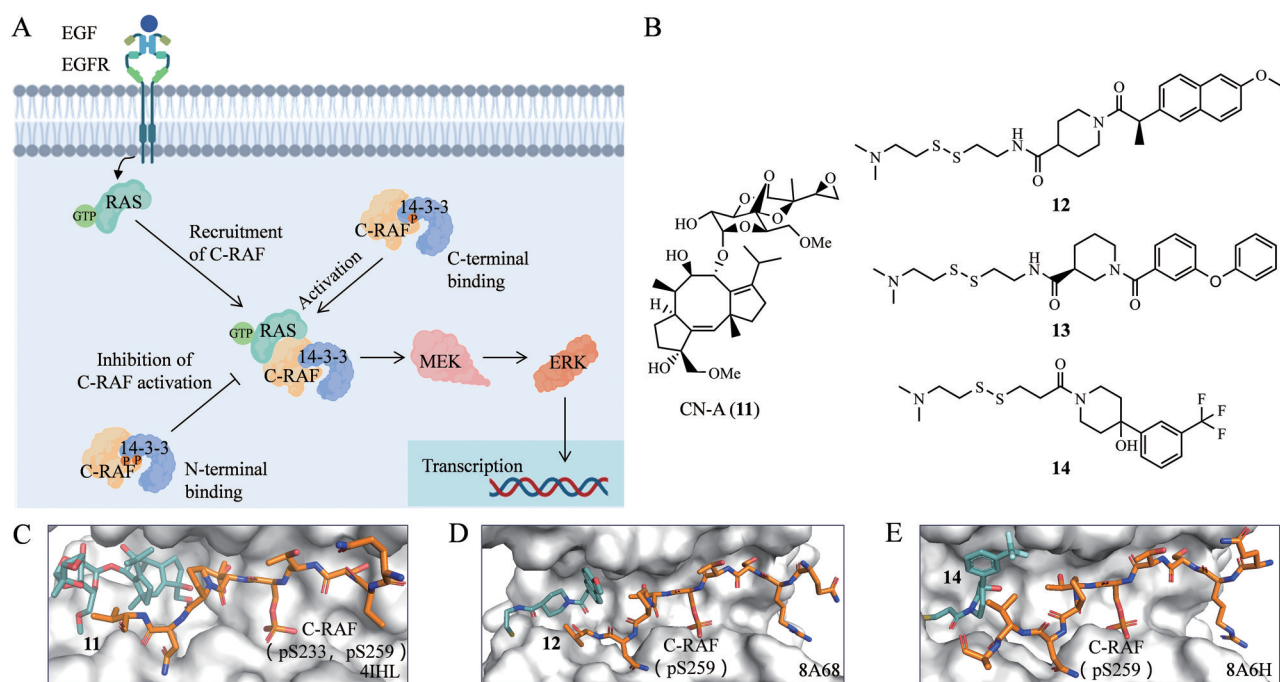 A
EGF
EGFR
RAS
GTP
Recruitment
of C-RAF
14-3-3
P
C-RAF
C-terminal
binding
Activation
GTP
RAS
14-3-3
C-RAF
MEK
ERK
Inhibition of
C-RAF activation
14-3-3
C-RAF
P P
N-terminal
binding
Transcription
B
O
O
O
O
HO
O
O
OMe
O
HO
H
HO
OMe
CN-A (11)
O
O
N
H
N
S
S
N
O
12
H
N
S
S
N
O
N
O
O
13
O
S
S
N
N
F
F
F
OH
14
C
11
C-RAF
( pS233, pS259 )
4IHL
D
12
C-RAF
( pS259 )
8A68
E
14
C-RAF
( pS259 )
8A6H